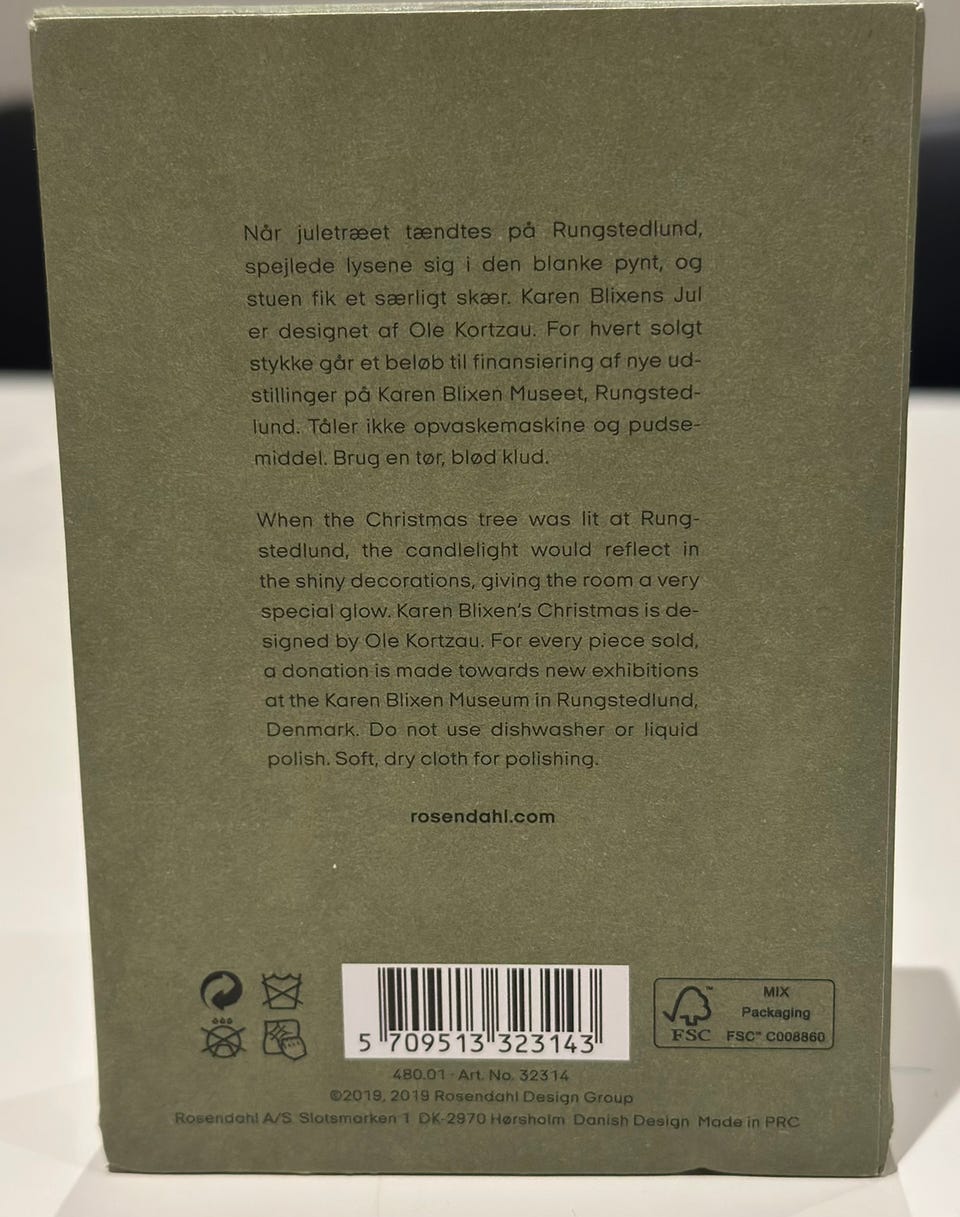 Når juletræet tændtes på Rungstedlund,
spejlede lysene sig i den blanke pynt, og
stuen fik et særligt skær. Karen Blixens Jul
er designet af Ole Kortzau. For hvert solgt
stykke går et beløb til finansiering af nye ud-
stillinger på Karen Blixen Museet, Rungsted-
lund. Tåler ikke opvaskemaskine og pudse-
middel. Brug en tør, blød klud.
When the Christmas tree was lit at Rung-
stedlund, the candlelight would reflect in
the shiny decorations, giving the room a very
special glow. Karen Blixen's Christmas is de-
signed by Ole Kortzau. For every piece sold,
a donation is made towards new exhibitions
at the Karen Blixen Museum in Rungstedlund,
Denmark. Do not use dishwasher or liquid
polish. Soft, dry cloth for polishing.
rosendahl.com
5 709513 323143
FSC™
MIX
Packaging
FSC™ C008860
480.01 · Art. No. 32314
©2019, 2019 Rosendahl Design Group
Rosendahl A/S Slotsmarken 1 DK-2970 Hørsholm Danish Design Made in PRC